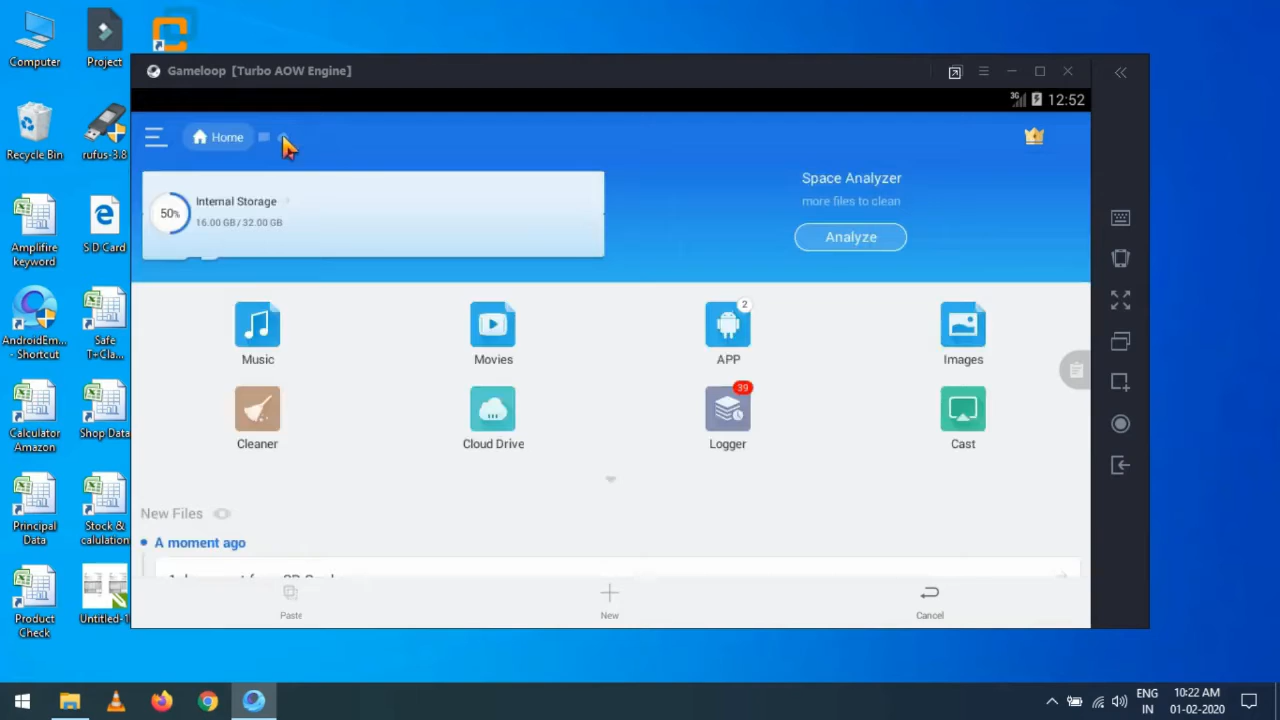 Computer
Project
Recycle Bin
rufus-3.8
Amplifire
keyword
S D Card
AndroidEm...
- Shortcut
Safe
T+Cla...
Calculator
Amazon
Shop Data
Principal
Data
Stock &
calulation
Product
Check
Untitled-1
Gameloop [Turbo AOW Engine]
3G
12:52
Home
50%
Internal Storage
16.00 GB / 32.00 GB
Space Analyzer
more files to clean
Analyze
Music
Movies
2
APP
Images
Cleaner
Cloud Drive
39
Logger
Cast
New Files
A moment ago
Paste
New
Cancel
ENG
IN
10:22 AM
01-02-2020